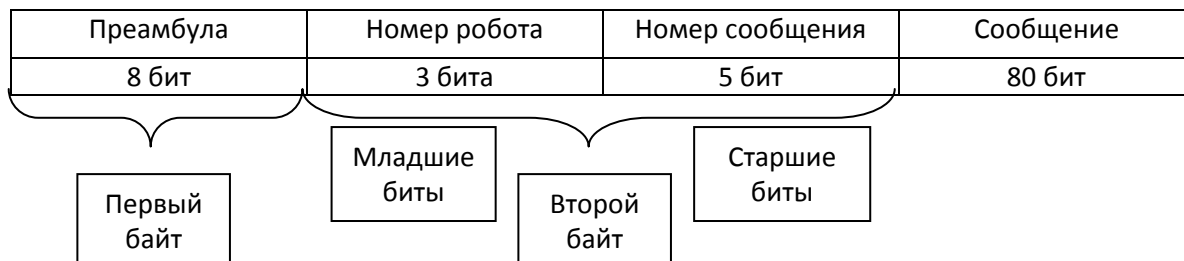 Преамбула Номер робота Номер сообщения Сообщение
8 бит 3 бита 5 бит 80 бит
Младшие биты
Старшие биты
Первый байт
Второй байт